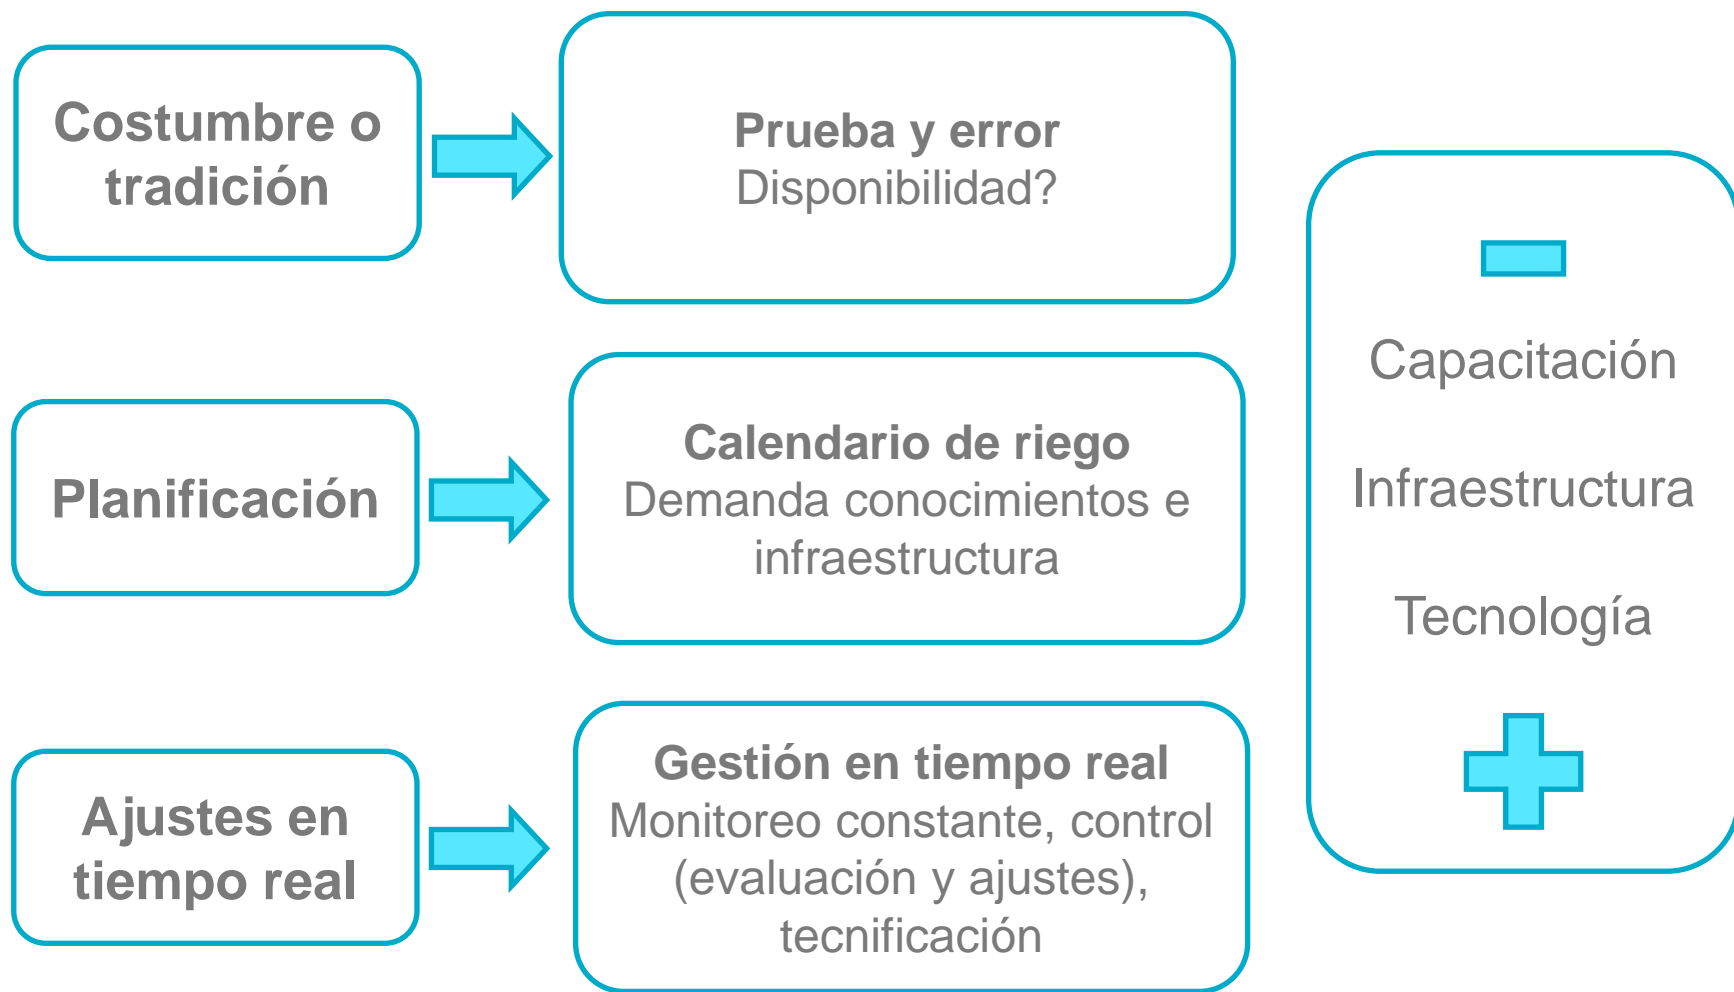 Costumbre o
tradición
Prueba y error
Disponibilidad?
Planificación
Calendario de riego
Demanda conocimientos e
infraestructura
Ajustes en
tiempo real
Gestión en tiempo real
Monitoreo constante, control
(evaluación y ajustes),
tecnificación
Capacitación
Infraestructura
Tecnología